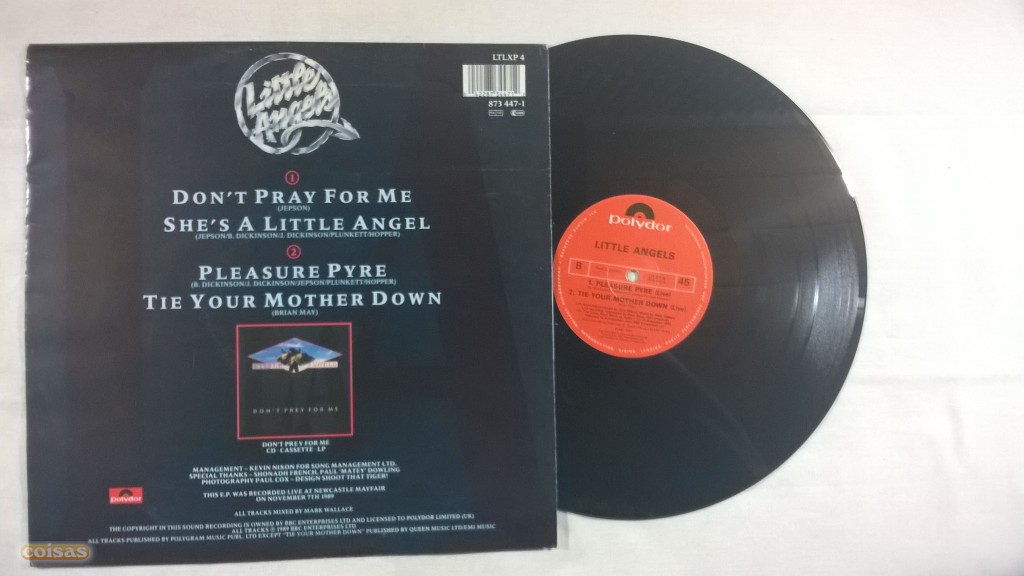 LTLXP 4
Little
Angels
873 447-1
1
DON'T PRAY FOR ME
(JEPSON)
SHE'S A LITTLE ANGEL
(JEPSON/B. DICKINSON/J. DICKINSON/PLUNKETT/HOPPER)
2
PLEASURE PYRE
(B. DICKINSON/J. DICKINSON/JEPSON/PLUNKETT/HOPPER)
TIE YOUR MOTHER DOWN
(BRIAN MAY)
DON'T PREY FOR ME
DON'T PREY FOR ME
CD · CASSETTE · LP
MANAGEMENT – KEVIN NIXON FOR SONG MANAGEMENT LTD.
SPECIAL THANKS – SHONADH FRENCH, PAUL 'MATEY' DOWLING
PHOTOGRAPHY PAUL COX – DESIGN SHOOT THAT TIGER!
THIS E.P. WAS RECORDED LIVE AT NEWCASTLE MAYFAIR
ON NOVEMBER 7TH 1989
ALL TRACKS MIXED BY MARK WALLACE
THE COPYRIGHT IN THIS SOUND RECORDING IS OWNED BY BBC ENTERPRISES LTD AND LICENSED TO POLYDOR LIMITED (UK)
ALL TRACKS ℗ 1989 BBC ENTERPRISES LTD
ALL TRACKS PUBLISHED BY POLYGRAM MUSIC PUBL. LTD EXCEPT "TIE YOUR MOTHER DOWN" PUBLISHED BY QUEEN MUSIC LTD/EMI MUSIC
polydor
coisas
polydor
LITTLE ANGELS
B
45
1. PLEASURE PYRE (Live)
2. TIE YOUR MOTHER DOWN (Live)